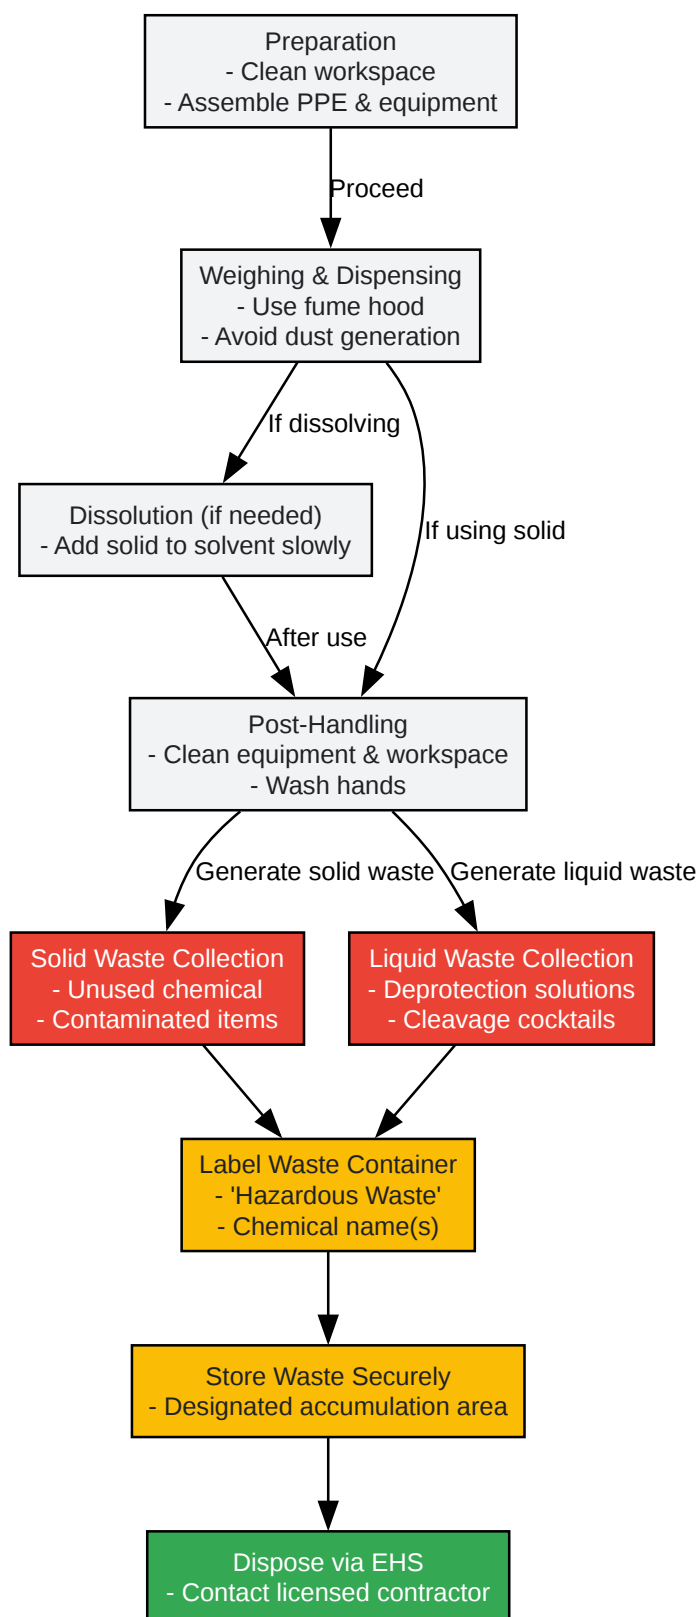 Preparation
- Clean workspace
- Assemble PPE & equipment
Proceed
Weighing & Dispensing
- Use fume hood
- Avoid dust generation
If dissolving
Dissolution (if needed)
- Add solid to solvent slowly
If using solid
After use
Post-Handling
- Clean equipment & workspace
- Wash hands
Generate solid waste
Generate liquid waste
Solid Waste Collection
- Unused chemical
- Contaminated items
Liquid Waste Collection
- Deprotection solutions
- Cleavage cocktails
Label Waste Container
- 'Hazardous Waste'
- Chemical name(s)
Store Waste Securely
- Designated accumulation area
Dispose via EHS
- Contact licensed contractor